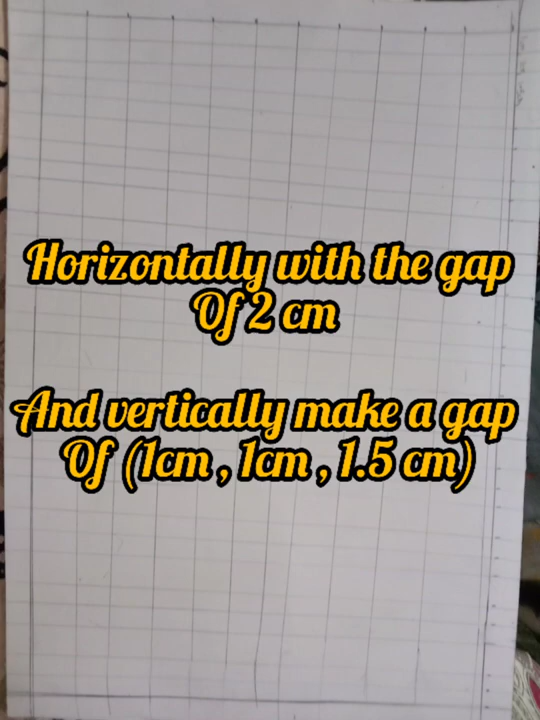 Horizontally with the gap
Of 2 cm
And vertically make a gap
Of (1cm , 1cm , 1.5 cm)